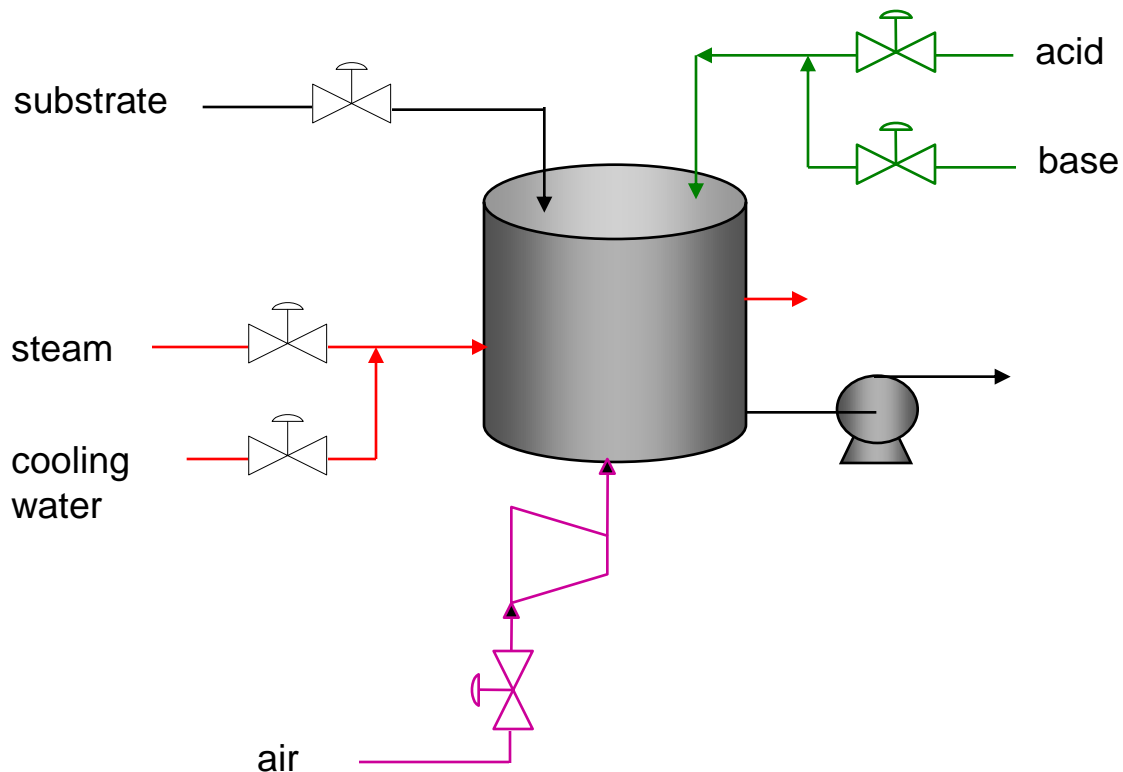 substrate
acid
base
steam
cooling
water
air